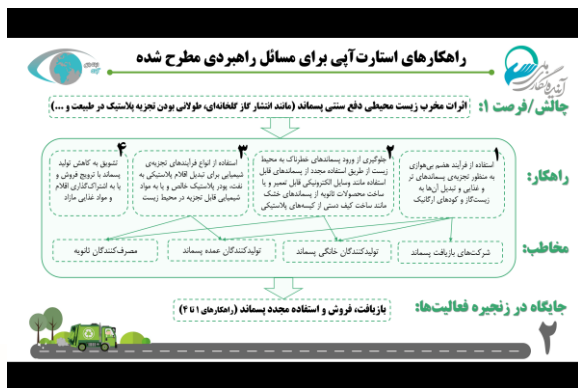 راهکارهای استارت‌آپی برای مسائل راهبردی مطرح شده
چالش/فرصت ۱: اثرات مخرب زیست محیطی دفع سنتی پسماند (مانند انتشار گاز گلخانه‌ای، طولانی بودن تجزیه پلاستیک در طبیعت و ...)
راهکار:
۱
استفاده از فرآیند هضم بی‌هوازی
به منظور تجزیه‌ی پسماندهای تر
و غذایی و تبدیل آن‌ها به
زیست‌گاز و کودهای ارگانیک
۲
جلوگیری از ورود پسماندهای خطرناک به محیط
زیست از طریق استفاده مجدد از پسماندهای قابل
استفاده مانند وسایل الکترونیکی قابل تعمیر و یا
ساخت محصولات ثانویه از پسماندهای خشک
مانند ساخت کیف دستی از کیسه‌های پلاستیکی
۳
استفاده از انواع فرآیندهای تجزیه‌ی
شیمیایی برای تبدیل اقلام پلاستیکی به
نفت، پودر پلاستیک خالص و یا به مواد
شیمیایی قابل تجزیه در محیط زیست
۴
تشویق به کاهش تولید
پسماند با ترویج فروش و
یا به اشتراک‌گذاری اقلام
و مواد غذایی مازاد
مخاطب:
شرکت‌های بازیافت پسماند
تولیدکنندگان خانگی پسماند
تولیدکنندگان عمده پسماند
مصرف‌کنندگان ثانویه
جایگاه در زنجیره فعالیت‌ها:
بازیافت، فروش و استفاده مجدد پسماند (راهکارهای ۱ تا ۴)
۲